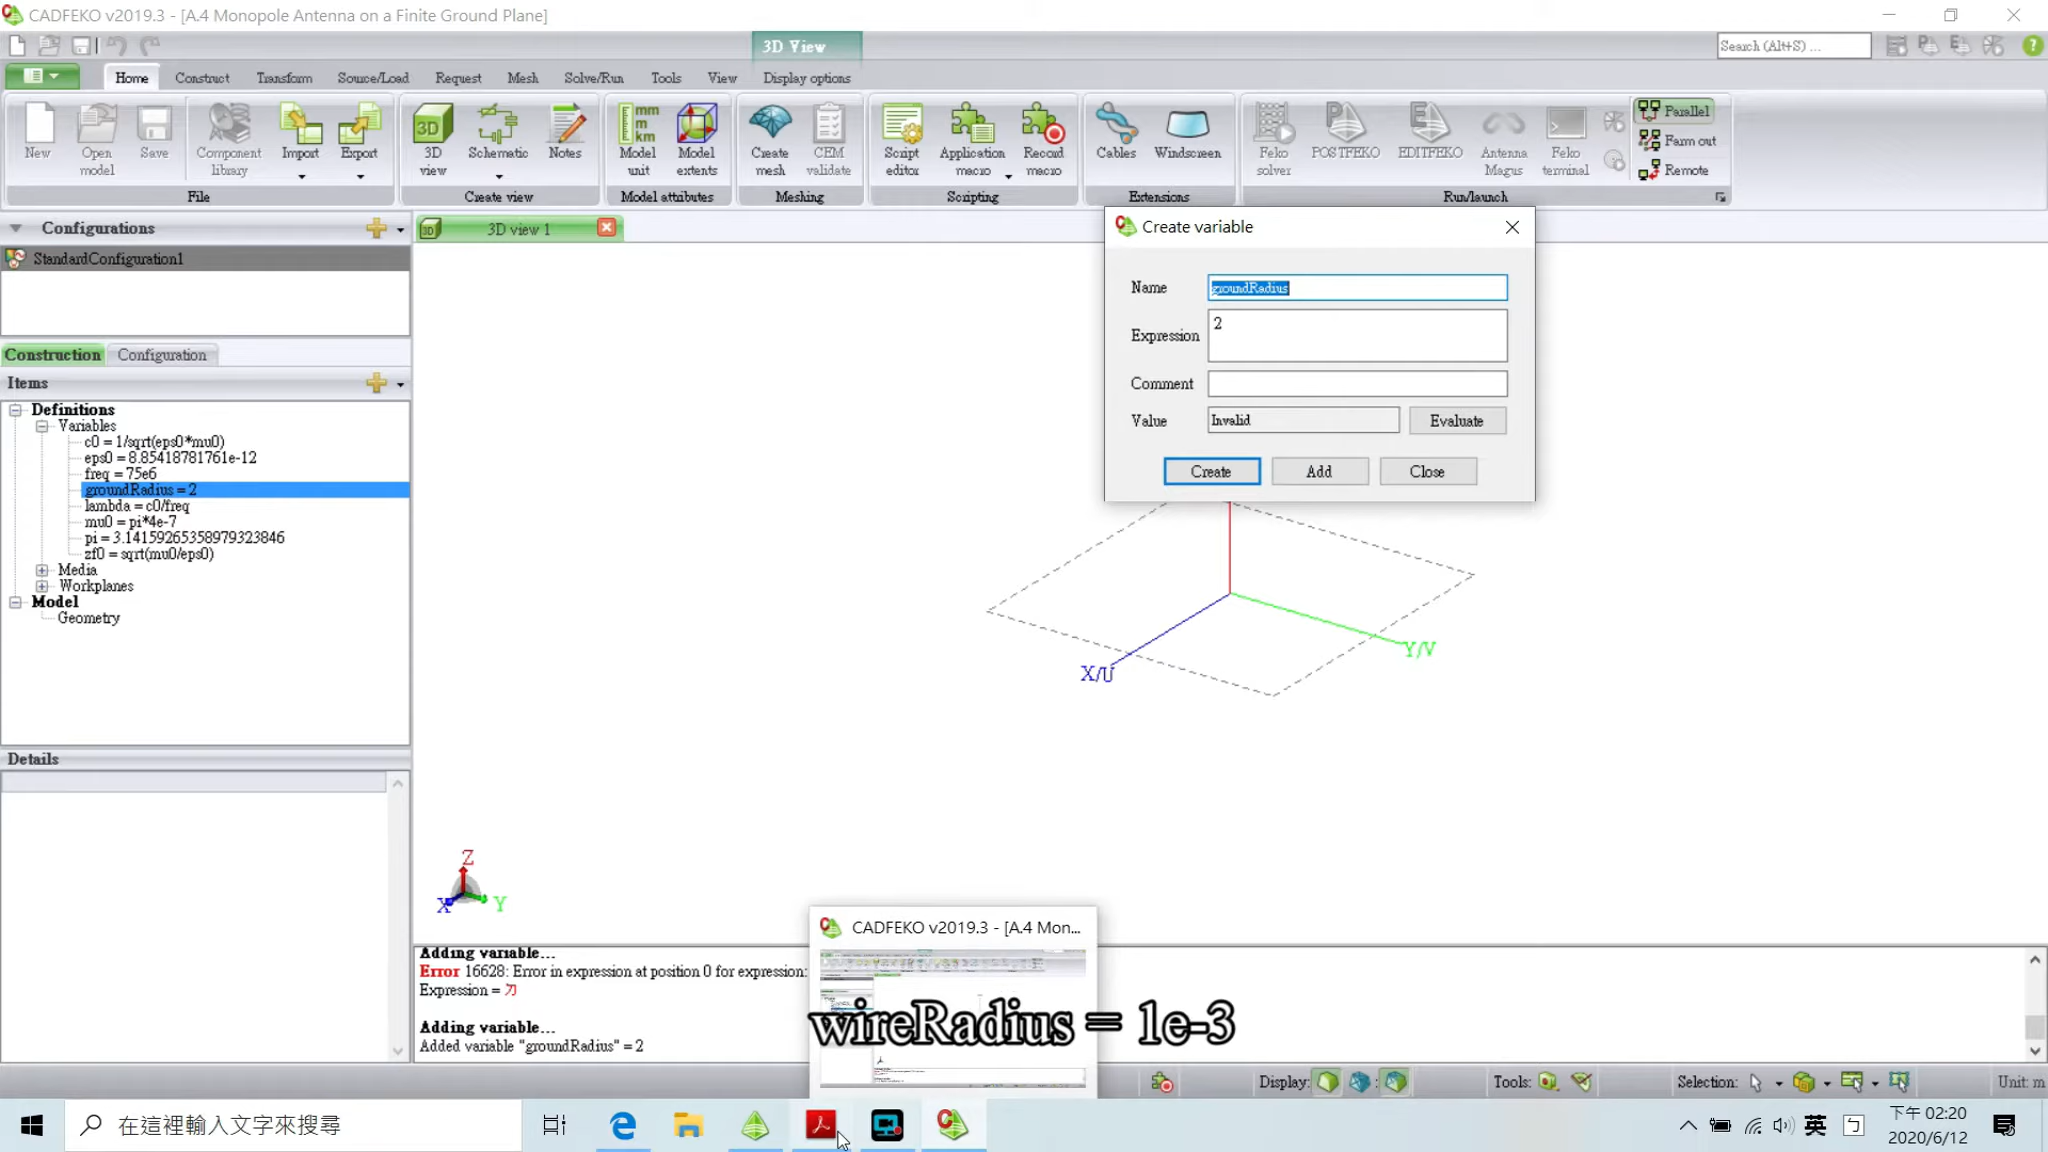 CADFEKO v2019.3 - [A.4 Monopole Antenna on a Finite Ground Plane]
3D View
Search (Alt+S) ...
Home Construct Transform Source/Load Request Mesh Solve/Run Tools View Display options
New
Open model
Save
Component library
Import
Export
3D view
Schematic
Notes
Model unit
Model extents
Create mesh
CEM validate
Script editor
Application macro
Record macro
Cables
Windscreen
Feko solver
POSTFEKO
EDITFEKO
Antenna Magus
Feko terminal
Parallel
Farm out
Remote
File Create view Model attributes Meshing Scripting Extensions Run/launch
Configurations
StandardConfiguration1
3D view 1
Construction Configuration
Items
Definitions
Variables
c0 = 1/sqrt(eps0*mu0)
eps0 = 8.85418781761e-12
freq = 75e6
groundRadius = 2
lambda = c0/freq
mu0 = pi*4e-7
pi = 3.14159265358979323846
zf0 = sqrt(mu0/eps0)
Media
Workplanes
Model
Geometry
Details
Create variable
Name groundRadius
Expression 2
Comment
Value Invalid Evaluate
Create Add Close
X/U
Y/V
Z
X
Y
Adding variable...
Error 16628: Error in expression at position 0 for expression:
Expression = 刀
Adding variable...
Added variable "groundRadius" = 2
CADFEKO v2019.3 - [A.4 Mon...
wireRadius = 1e-3
Display: Tools: Selection: Unit: m
在這裡輸入文字來搜尋
英
ㄅ
下午 02:20
2020/6/12